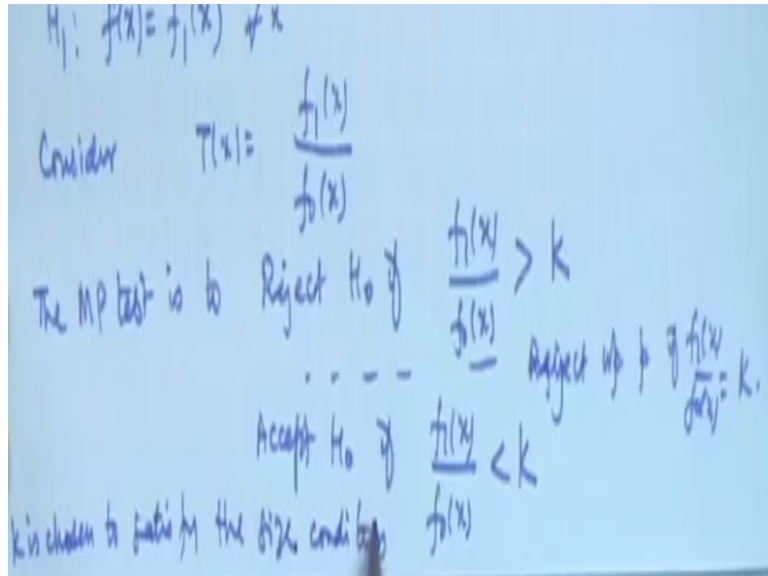 H₁: f(x) = f₁(x) ∀ x
Consider T(x) = f₁(x) / f₀(x)
The MP test is to Reject H₀ if f₁(x) / f₀(x) > k
. . - - Reject wp p if f₁(x) / f₀(x) = k.
Accept H₀ if f₁(x) / f₀(x) < k
k is chosen to satisfy the size condition